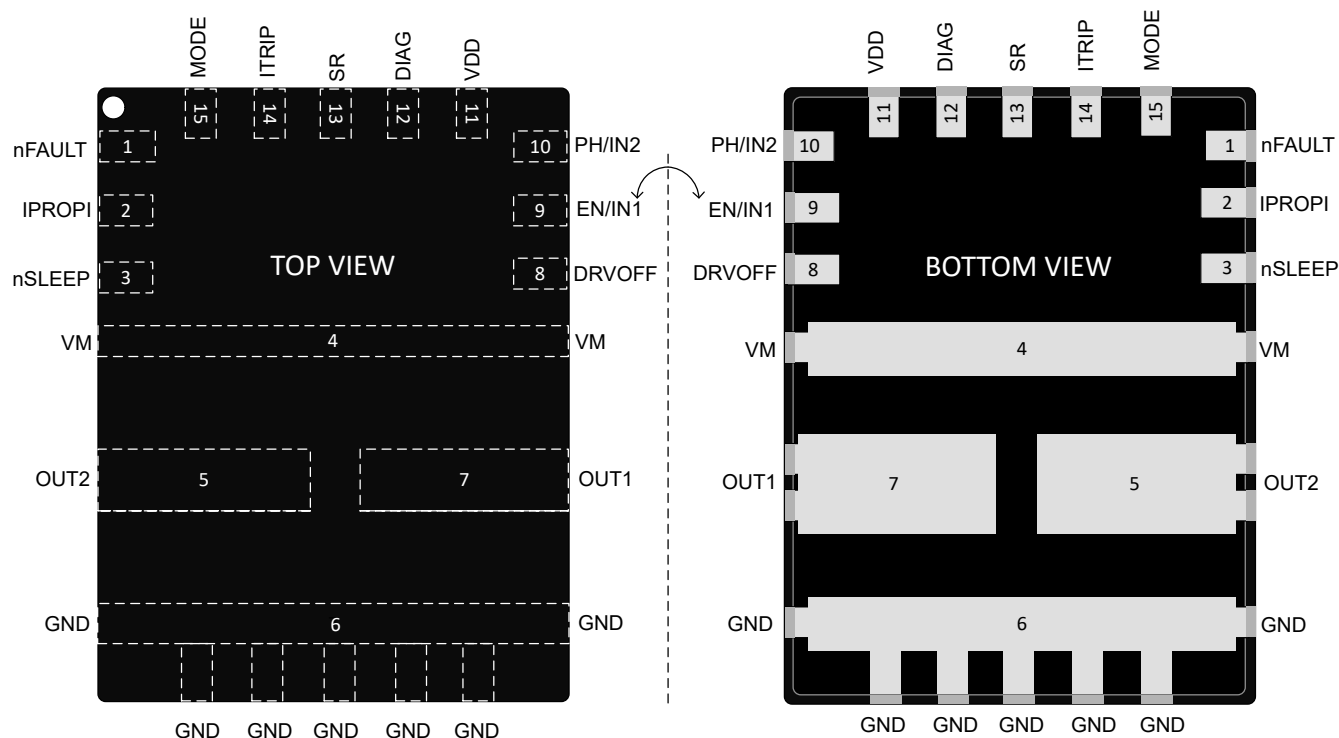 MODE ITRIP SR DIAG VDD
15 14 13 12 11
nFAULT 1 10 PH/IN2
IPROPI 2 9 EN/IN1
nSLEEP 3 TOP VIEW 8 DRVOFF
VM 4 VM
OUT2 5 7 OUT1
GND 6 GND
GND GND GND GND GND
VDD DIAG SR ITRIP MODE
11 12 13 14 15
PH/IN2 10 1 nFAULT
EN/IN1 9 2 IPROPI
DRVOFF 8 BOTTOM VIEW 3 nSLEEP
VM 4 VM
OUT1 7 5 OUT2
GND 6 GND
GND GND GND GND GND